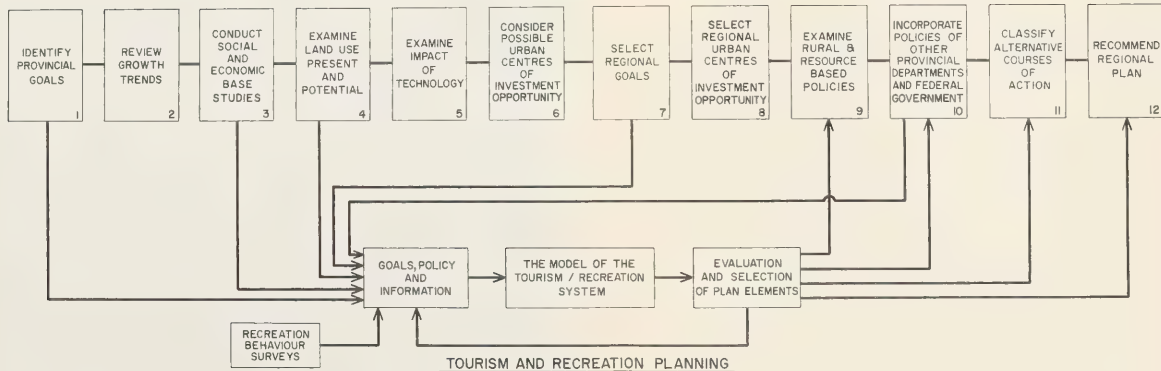 IDENTIFY
PROVINCIAL
GOALS
1
REVIEW
GROWTH
TRENDS
2
CONDUCT
SOCIAL
AND
ECONOMIC
BASE
STUDIES
3
EXAMINE
LAND USE
PRESENT
AND
POTENTIAL
4
EXAMINE
IMPACT
OF
TECHNOLOGY
5
CONSIDER
POSSIBLE
URBAN
CENTRES
OF
INVESTMENT
OPPORTUNITY
6
SELECT
REGIONAL
GOALS
7
SELECT
REGIONAL
URBAN
CENTRES
OF
INVESTMENT
OPPORTUNITY
8
EXAMINE
RURAL &
RESOURCE
BASED
POLICIES
9
INCORPORATE
POLICIES OF
OTHER
PROVINCIAL
DEPARTMENTS
AND FEDERAL
GOVERNMENT
10
CLASSIFY
ALTERNATIVE
COURSES
OF
ACTION
11
RECOMMEND
REGIONAL
PLAN
12
GOALS, POLICY
AND
INFORMATION
THE MODEL OF THE
TOURISM / RECREATION
SYSTEM
EVALUATION
AND SELECTION
OF PLAN ELEMENTS
RECREATION
BEHAVIOUR
SURVEYS
TOURISM AND RECREATION PLANNING